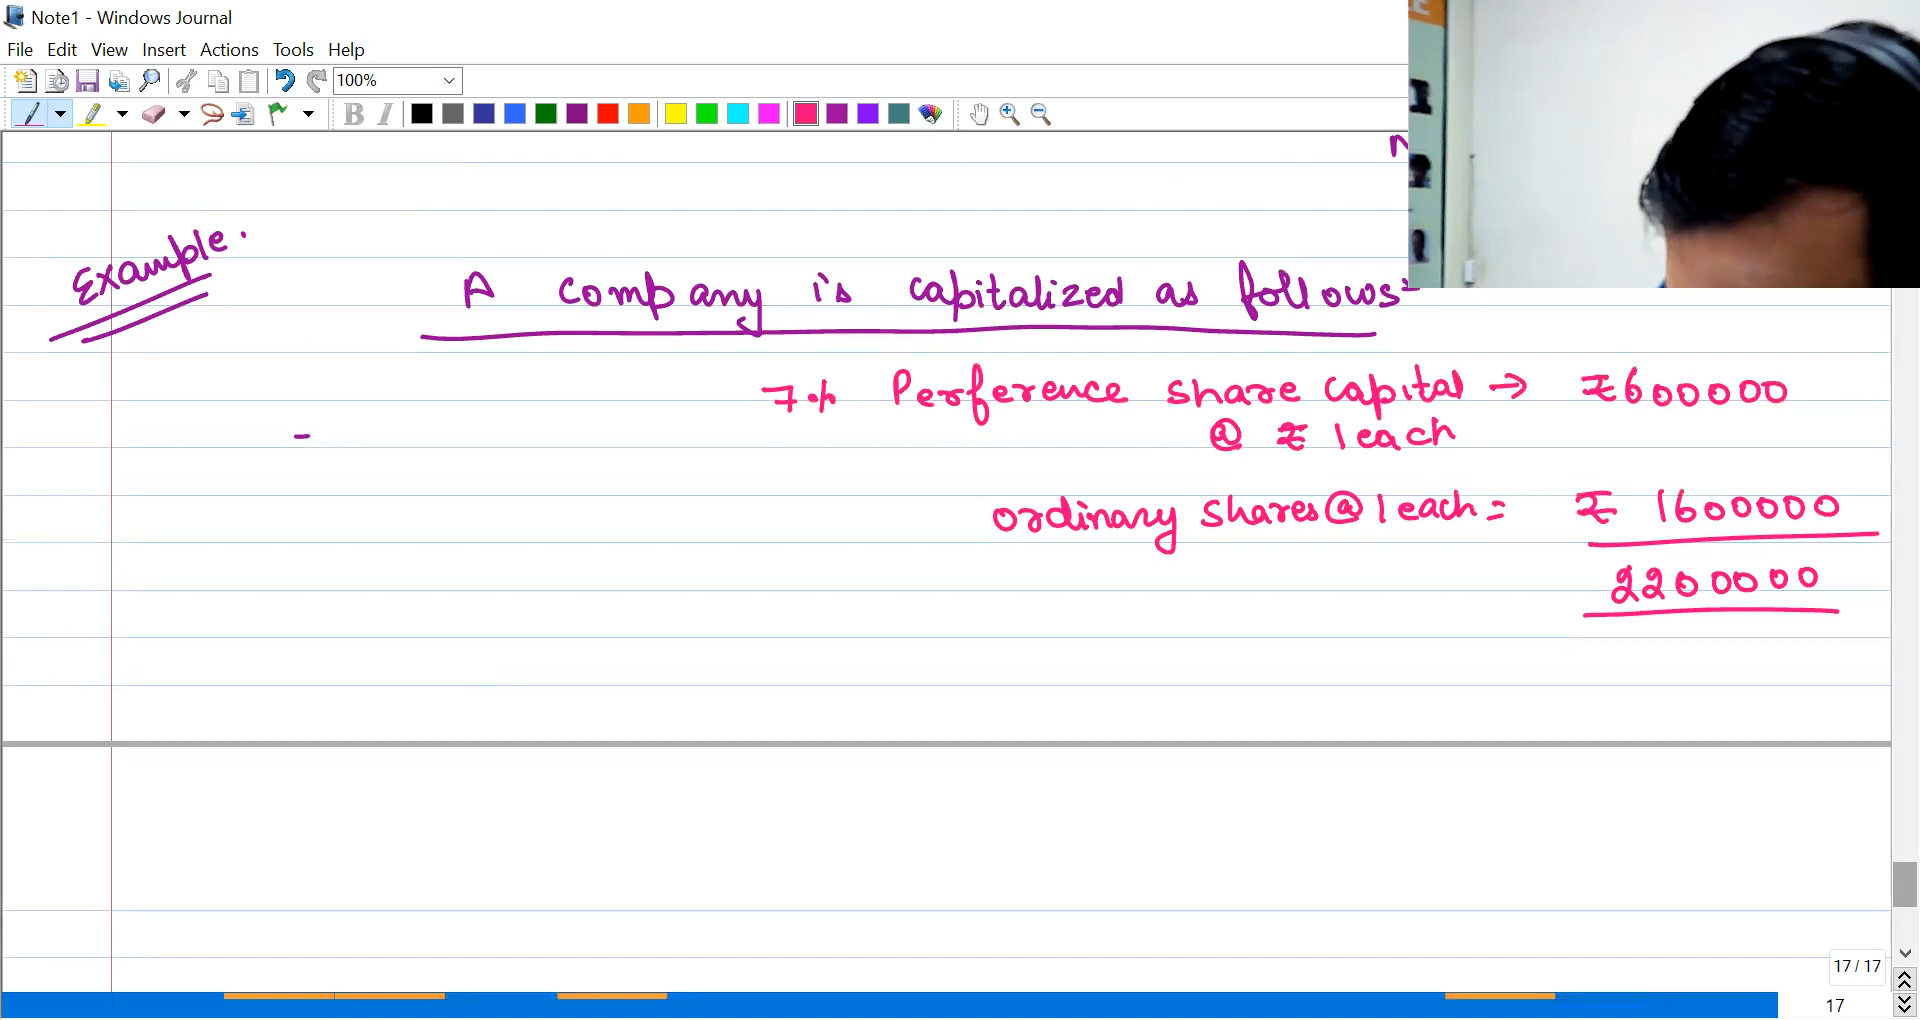 Note1 - Windows Journal
File Edit View Insert Actions Tools Help
100%
B I
Example.
A company is capitalized as follows:
7% Perference share capital → ₹600000
@ ₹ 1 each
ordinary shares @ 1 each = ₹ 1600000
2200000
17 / 17
17